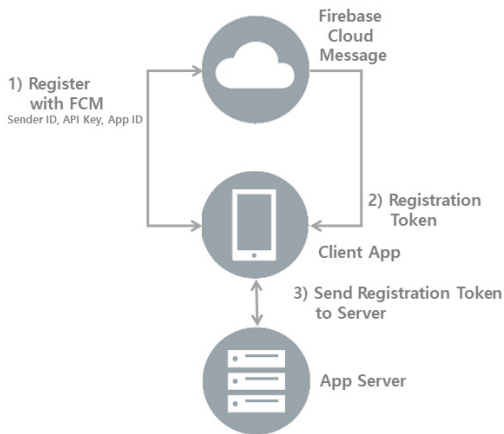 Firebase
Cloud
Message
1) Register
with FCM
Sender ID, API Key, App ID
2) Registration
Token
Client App
3) Send Registration Token
to Server
App Server